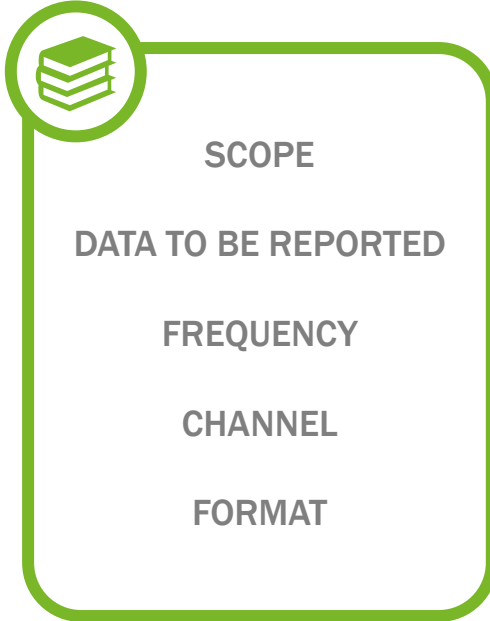 SCOPE
DATA TO BE REPORTED
FREQUENCY
CHANNEL
FORMAT